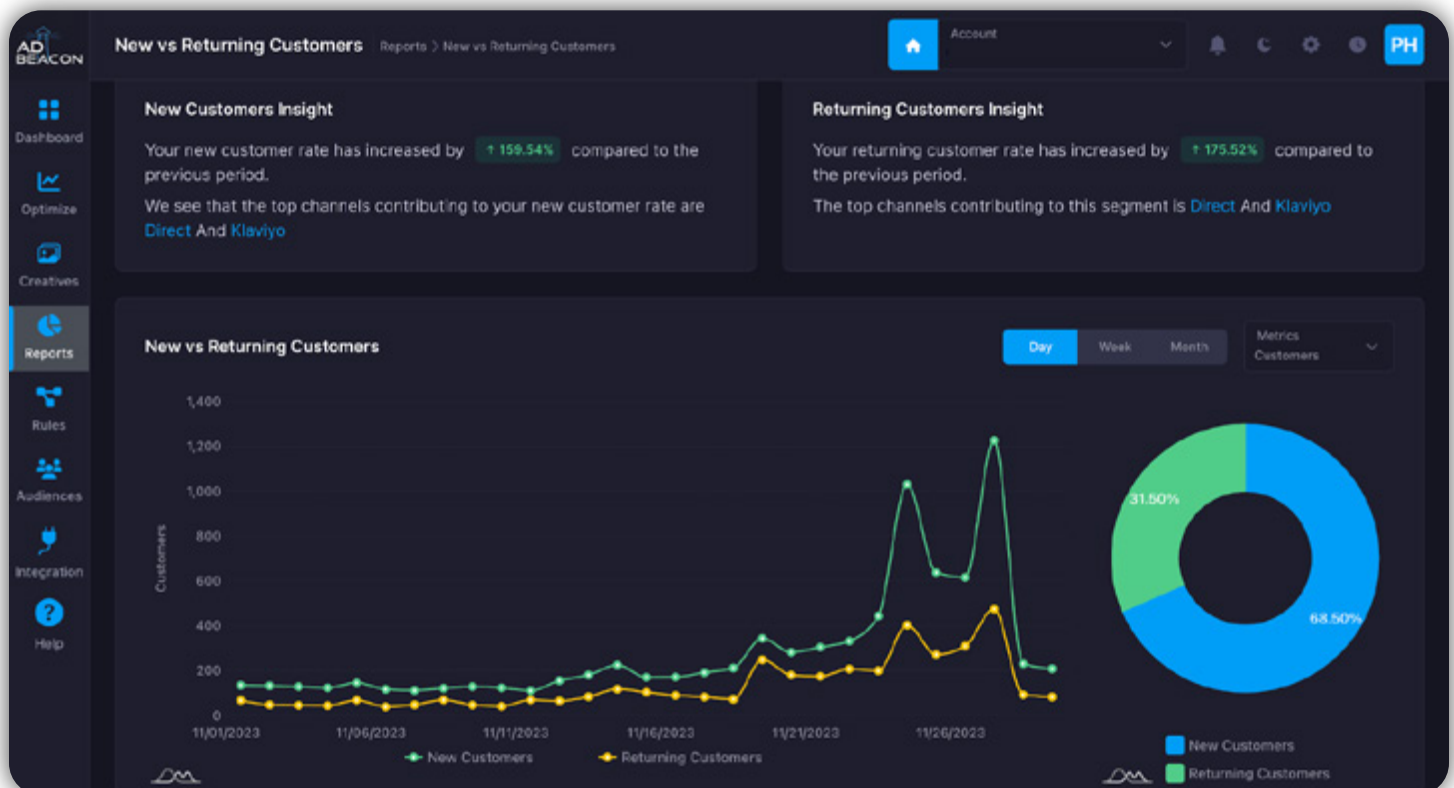 AD
BEACON
New vs Returning Customers
Reports > New vs Returning Customers
Account
PH
Dashboard
Optimize
Creatives
Reports
Rules
Audiences
Integration
Help
New Customers Insight
Your new customer rate has increased by ↑ 159.54% compared to the
previous period.
We see that the top channels contributing to your new customer rate are
Direct And Klaviyo
Returning Customers Insight
Your returning customer rate has increased by ↑ 175.52% compared to
the previous period.
The top channels contributing to this segment is Direct And Klaviyo
New vs Returning Customers
Day Week Month
Metrics
Customers
1,400
1,200
1,000
800
600
400
200
0
Customers
11/01/2023 11/06/2023 11/11/2023 11/16/2023 11/21/2023 11/26/2023
New Customers Returning Customers
31.50%
68.50%
New Customers
Returning Customers